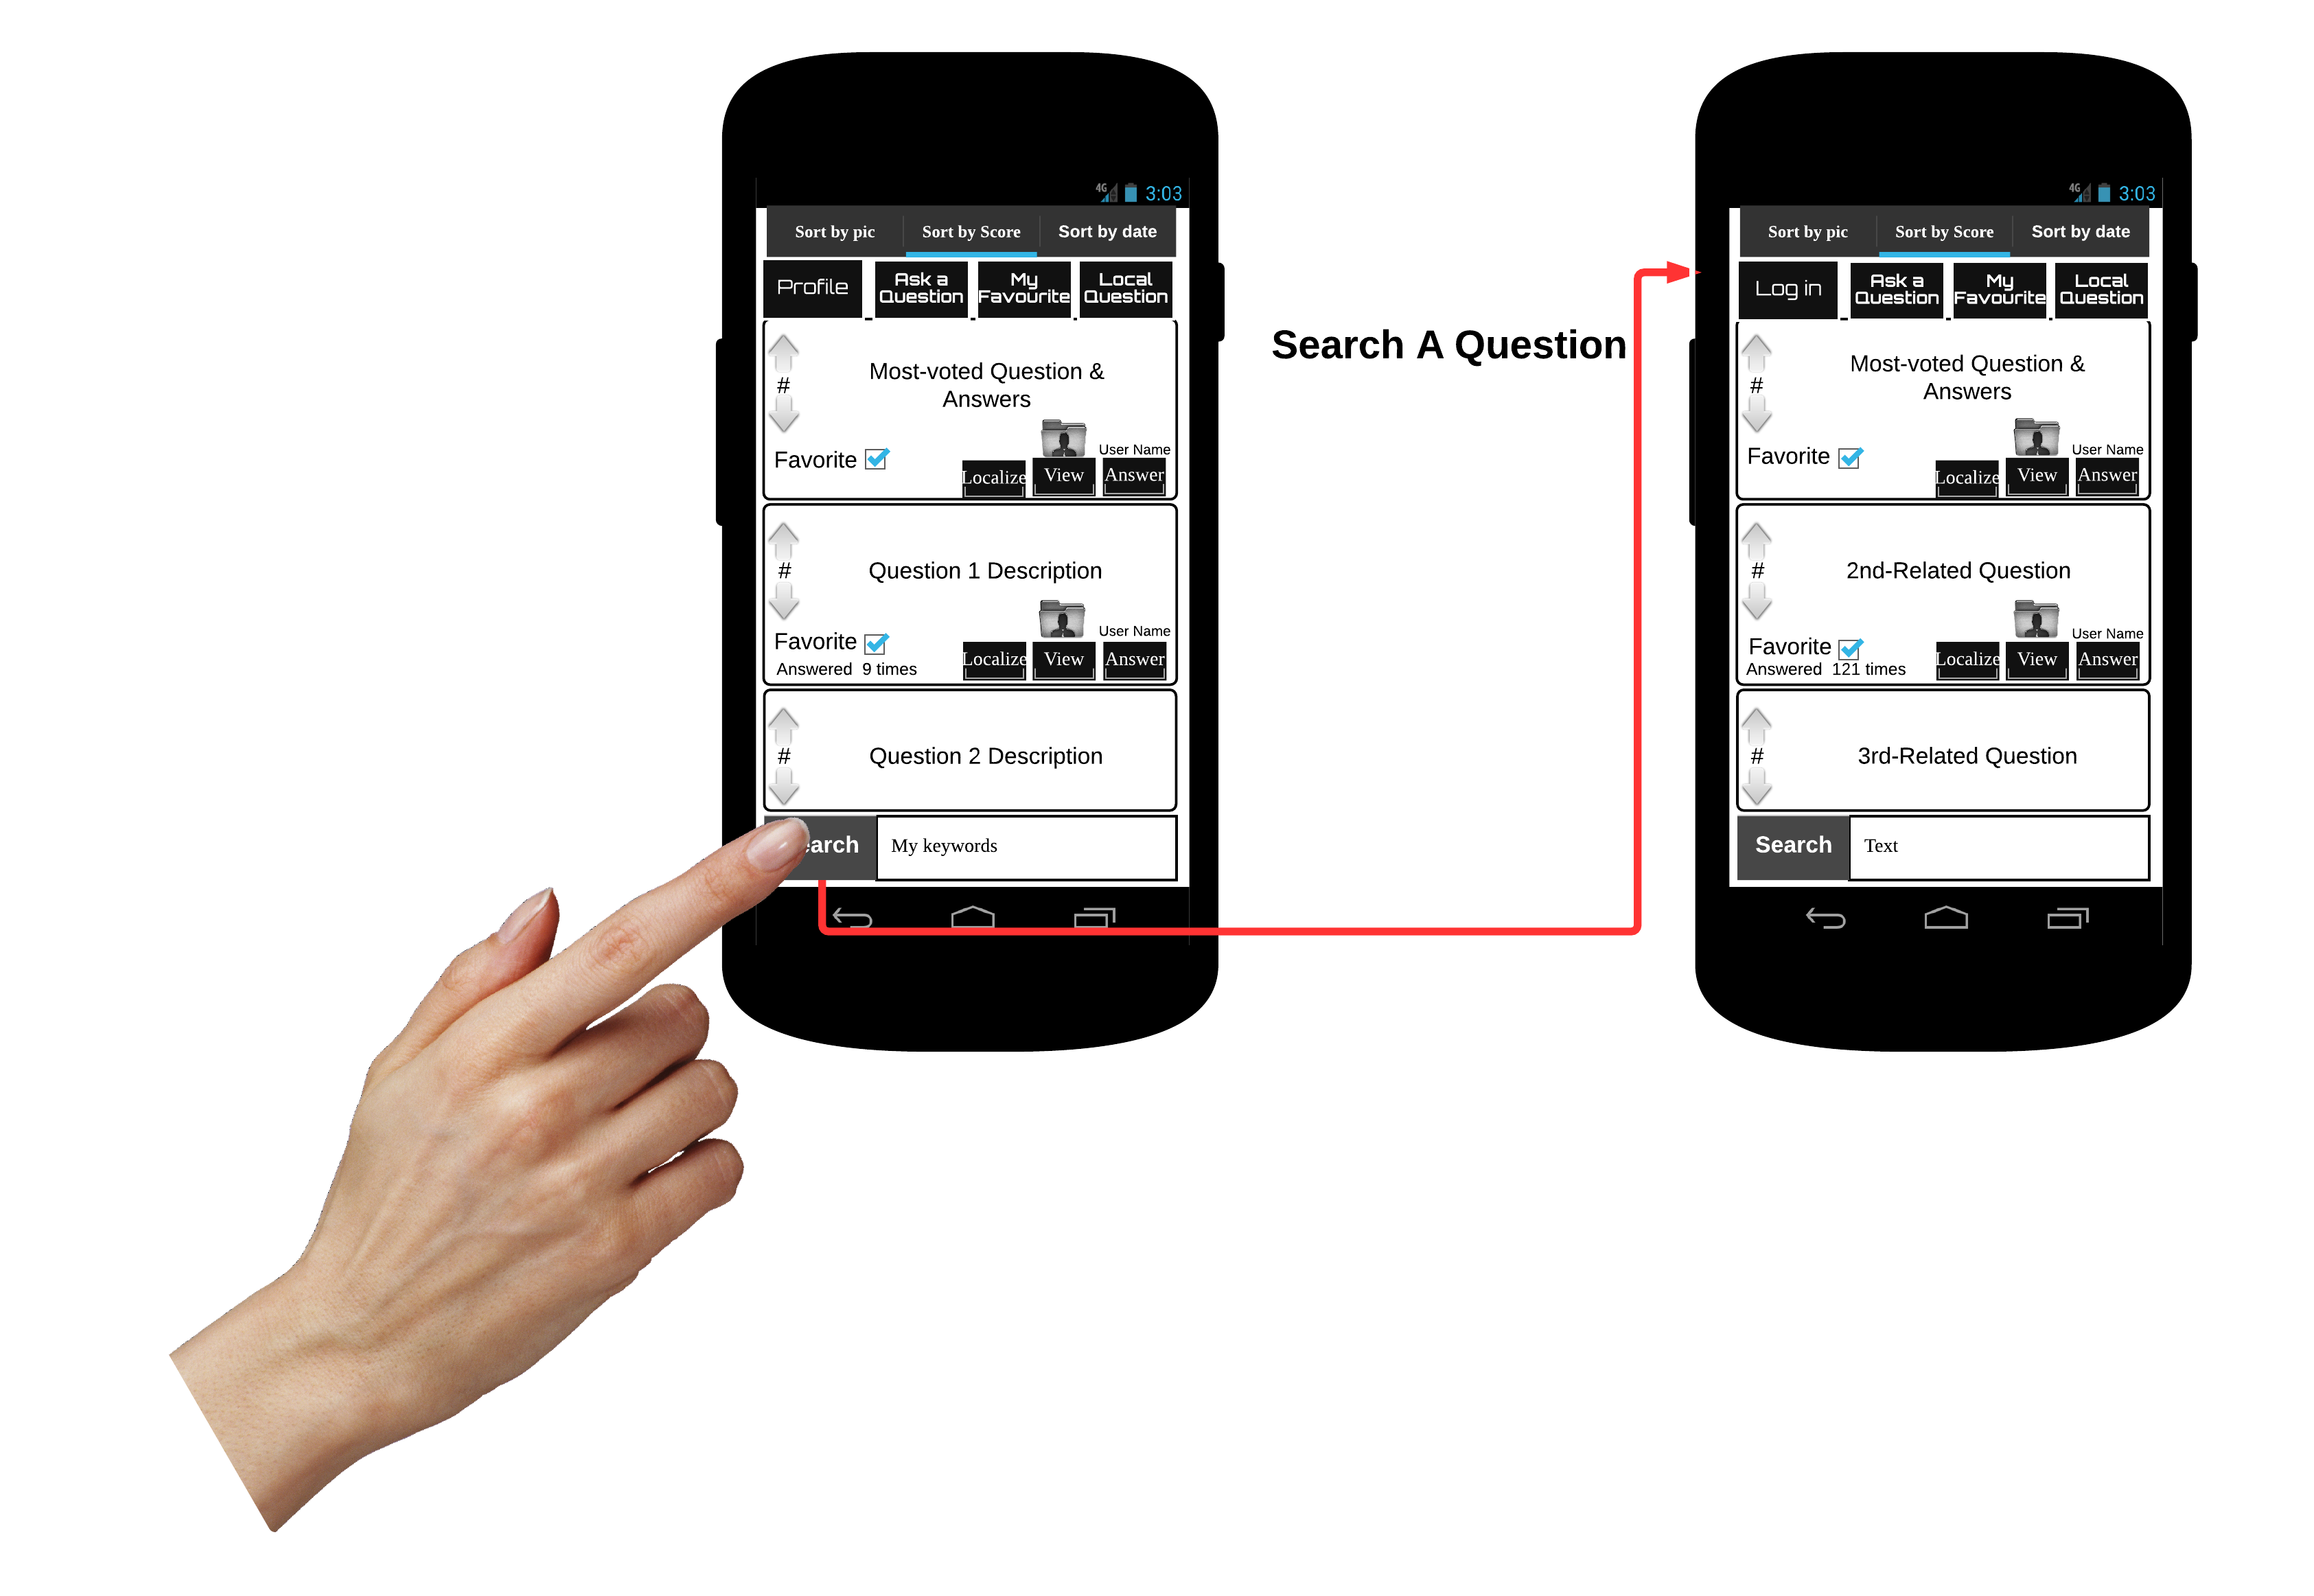 4G 3:03
Sort by pic Sort by Score Sort by date
Profile
Ask a
Question
My
Favourite
Local
Question
#
Most-voted Question &
Answers
Favorite
User Name
Localize View Answer
#
Question 1 Description
Favorite
User Name
Answered 9 times
Localize View Answer
#
Question 2 Description
earch My keywords
Search A Question
4G 3:03
Sort by pic Sort by Score Sort by date
Log in
Ask a
Question
My
Favourite
Local
Question
#
Most-voted Question &
Answers
Favorite
User Name
Localize View Answer
#
2nd-Related Question
Favorite
User Name
Answered 121 times
Localize View Answer
#
3rd-Related Question
Search Text